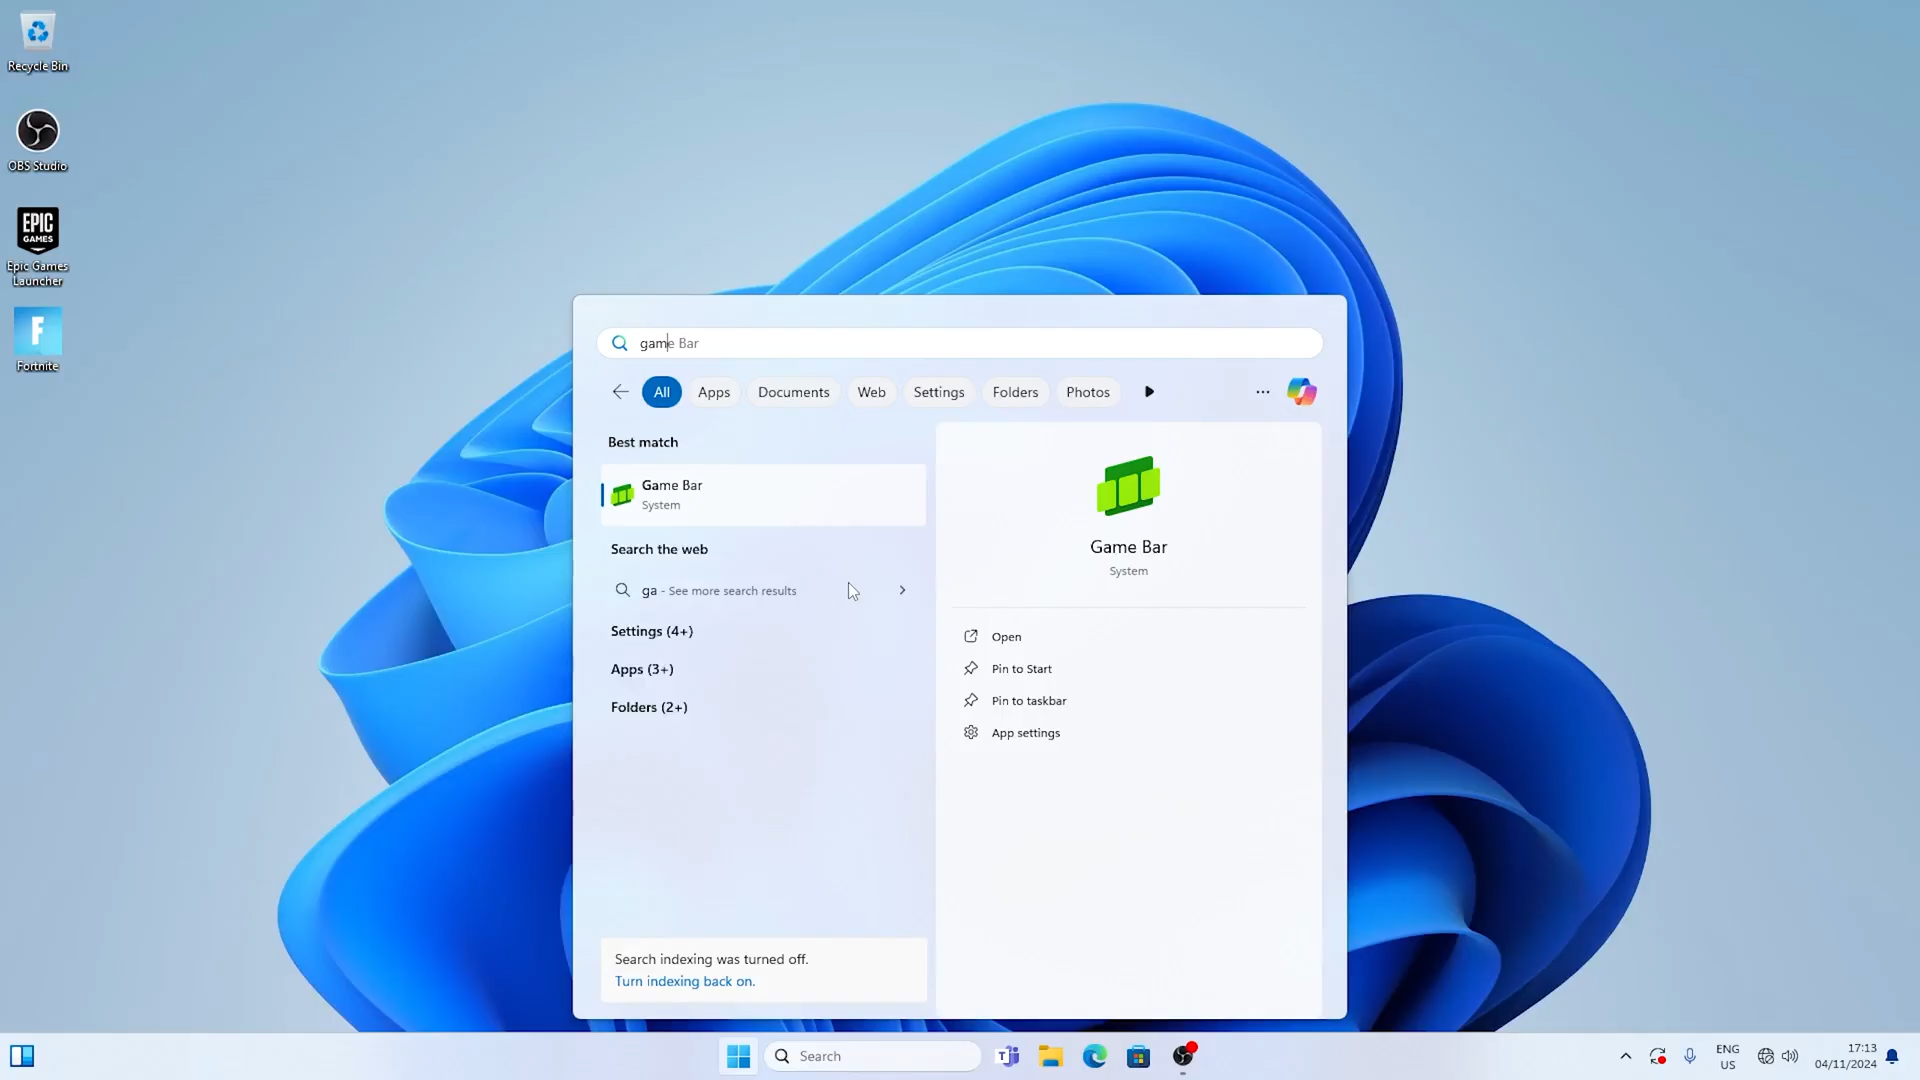 Recycle Bin
OBS Studio
EPIC
GAMES
Epic Games
Launcher
F
Fortnite
game Bar
All
Apps
Documents
Web
Settings
Folders
Photos
Best match
Game Bar
System
Search the web
ga - See more search results
Settings (4+)
Apps (3+)
Folders (2+)
Search indexing was turned off.
Turn indexing back on.
Game Bar
System
Open
Pin to Start
Pin to taskbar
App settings
Search
ENG
US
17:13
04/11/2024